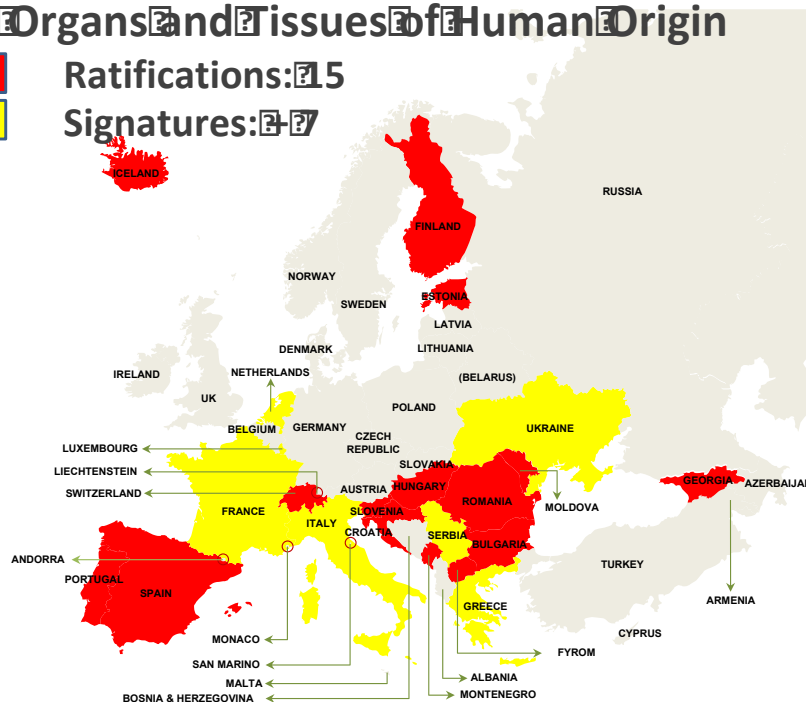 Organs and Tissues of Human Origin
Ratifications: 15
Signatures: + 7
ICELAND
RUSSIA
FINLAND
NORWAY
ESTONIA
SWEDEN
LATVIA
DENMARK
LITHUANIA
IRELAND
NETHERLANDS
(BELARUS)
UK
POLAND
BELGIUM
GERMANY
UKRAINE
CZECH
REPUBLIC
LUXEMBOURG
SLOVAKIA
LIECHTENSTEIN
GEORGIA
AZERBAIJAN
SWITZERLAND
AUSTRIA
HUNGARY
ROMANIA
MOLDOVA
FRANCE
SLOVENIA
ITALY
CROATIA
SERBIA
BULGARIA
ANDORRA
TURKEY
PORTUGAL
SPAIN
ARMENIA
GREECE
CYPRUS
MONACO
FYROM
SAN MARINO
ALBANIA
MALTA
MONTENEGRO
BOSNIA & HERZEGOVINA